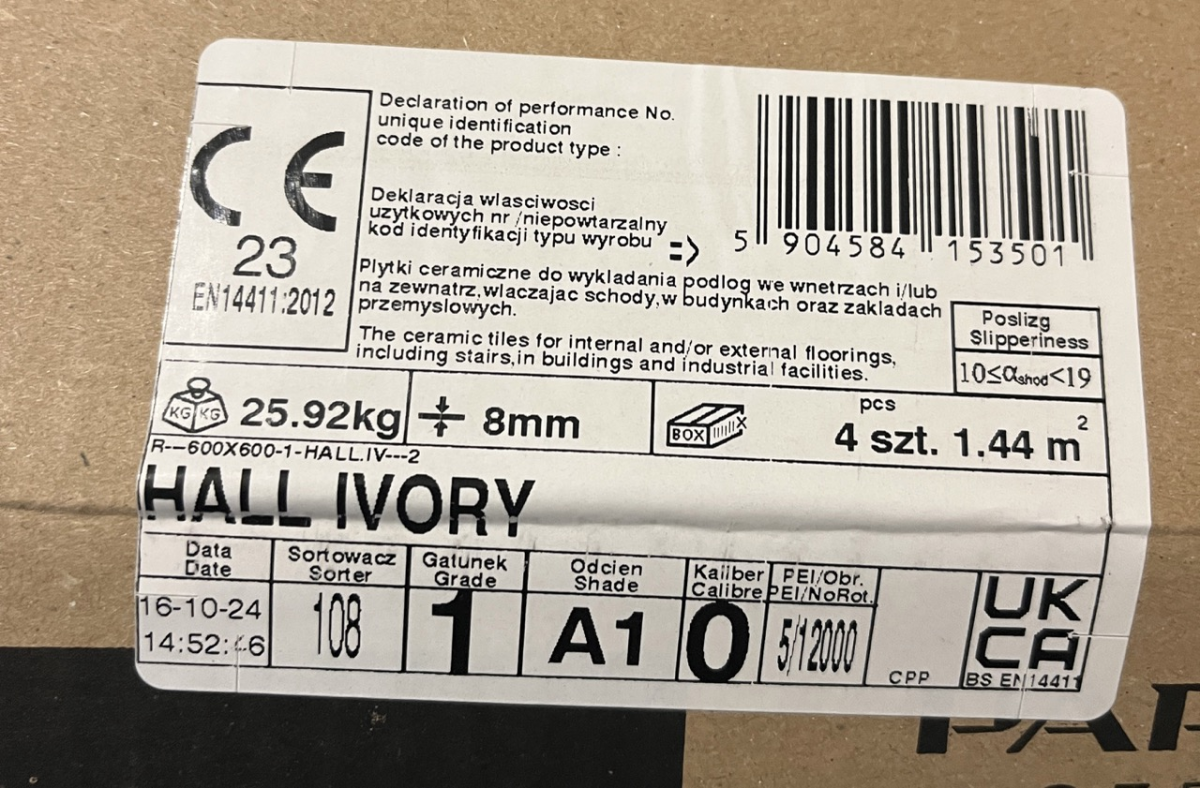 CE
23
EN14411:2012
Declaration of performance No.
unique identification
code of the product type :
Deklaracja wlasciwosci
uzytkowych nr /niepowtarzalny
kod identyfikacji typu wyrobu =>
5 904584 153501
Plytki ceramiczne do wykladania podlog we wnetrzach i/lub
na zewnatrz,wlaczajac schody,w budynkach oraz zakladach
przemyslowych.
The ceramic tiles for internal and/or external floorings,
including stairs,in buildings and industrial facilities.
Poslizg
Slipperiness
10≤αshod<19
KG KG 25.92kg
8mm
BOX
pcs
4 szt. 1.44 m²
R--600X600-1-HALL.IV---2
HALL IVORY
Data
Date
16-10-24
Sortowacz
Sorter
108
Gatunek
Grade
1
Odcien
Shade
A1
Kaliber
Calibre
0
PEI/Obr.
PEI/NoRot.
5/12000
CPP
UK
CA
BS EN14411